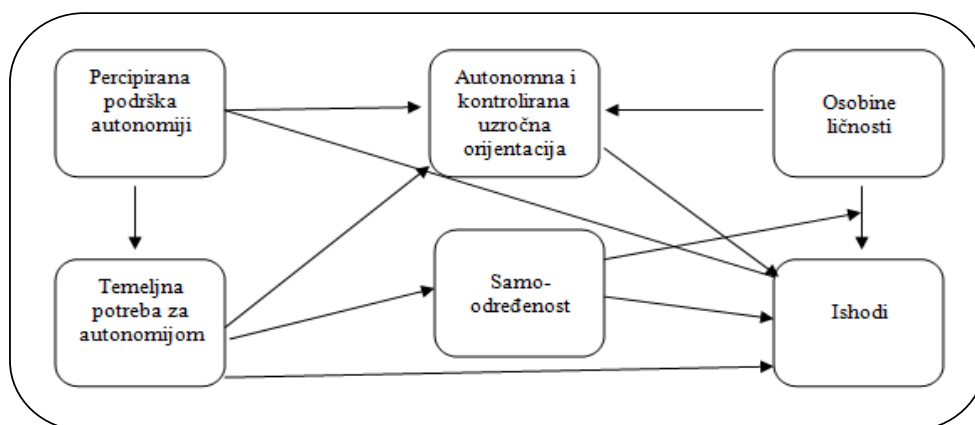 Percipirana
podrška
autonomiji
Autonomna i
kontrolirana
uzročna
orijentacija
Osobine
ličnosti
Temeljna
potreba za
autonomijom
Samo-
određenost
Ishodi